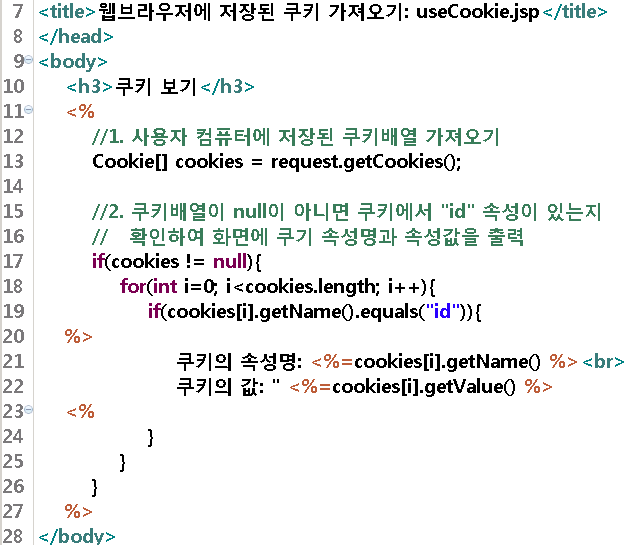 7 <title>웹브라우저에 저장된 쿠키 가져오기: useCookie.jsp</title>
8 </head>
9 <body>
10 <h3>쿠키 보기</h3>
11 <%
12 //1. 사용자 컴퓨터에 저장된 쿠키배열 가져오기
13 Cookie[] cookies = request.getCookies();
14
15 //2. 쿠키배열이 null이 아니면 쿠키에서 "id" 속성이 있는지
16 // 확인하여 화면에 쿠기 속성명과 속성값을 출력
17 if(cookies != null){
18 for(int i=0; i<cookies.length; i++){
19 if(cookies[i].getName().equals("id")){
20 %>
21 쿠키의 속성명: <%=cookies[i].getName() %><br>
22 쿠키의 값: " <%=cookies[i].getValue() %>
23 <%
24 }
25 }
26 }
27 %>
28 </body>